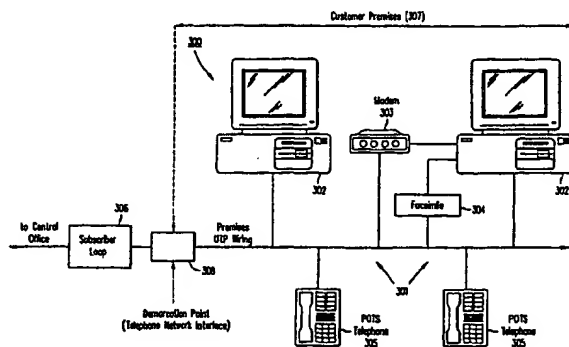 Customer Premises (307)
300
Modem
303
302
302
Facsimile
304
306
to Central
Office
Subscriber
Loop
Premises
UTP Wiring
308
301
Demarcation Point
(Telephone Network Interface)
POTS
Telephone
305
POTS
Telephone
305